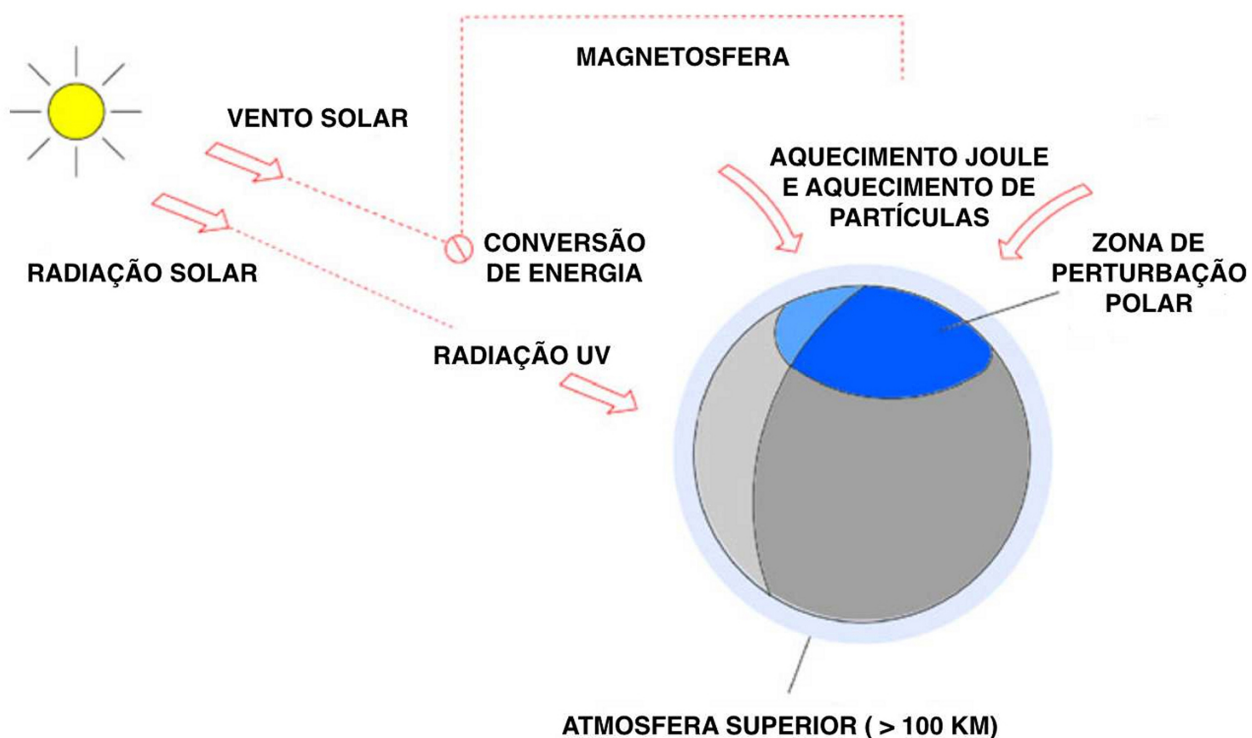 MAGNETOSFERA
VENTO SOLAR
AQUECIMENTO JOULE
E AQUECIMENTO DE
PARTÍCULAS
RADIAÇÃO SOLAR
CONVERSÃO
DE ENERGIA
ZONA DE
PERTURBAÇÃO
POLAR
RADIAÇÃO UV
ATMOSFERA SUPERIOR ( > 100 KM)